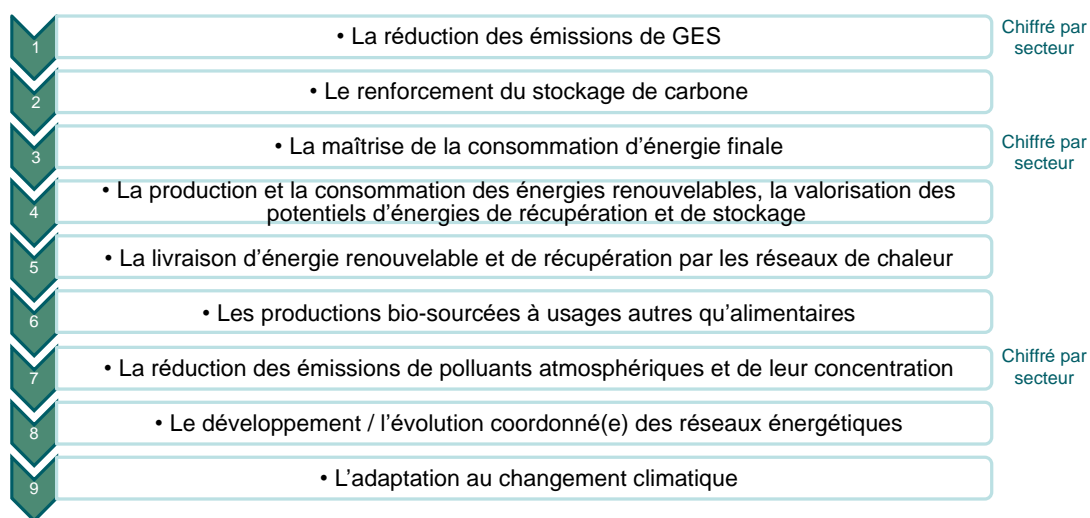 1
• La réduction des émissions de GES
Chiffré par
secteur
2
• Le renforcement du stockage de carbone
3
• La maîtrise de la consommation d’énergie finale
Chiffré par
secteur
4
• La production et la consommation des énergies renouvelables, la valorisation des
potentiels d’énergies de récupération et de stockage
5
• La livraison d’énergie renouvelable et de récupération par les réseaux de chaleur
6
• Les productions bio-sourcées à usages autres qu’alimentaires
7
• La réduction des émissions de polluants atmosphériques et de leur concentration
Chiffré par
secteur
8
• Le développement / l’évolution coordonné(e) des réseaux énergétiques
9
• L’adaptation au changement climatique